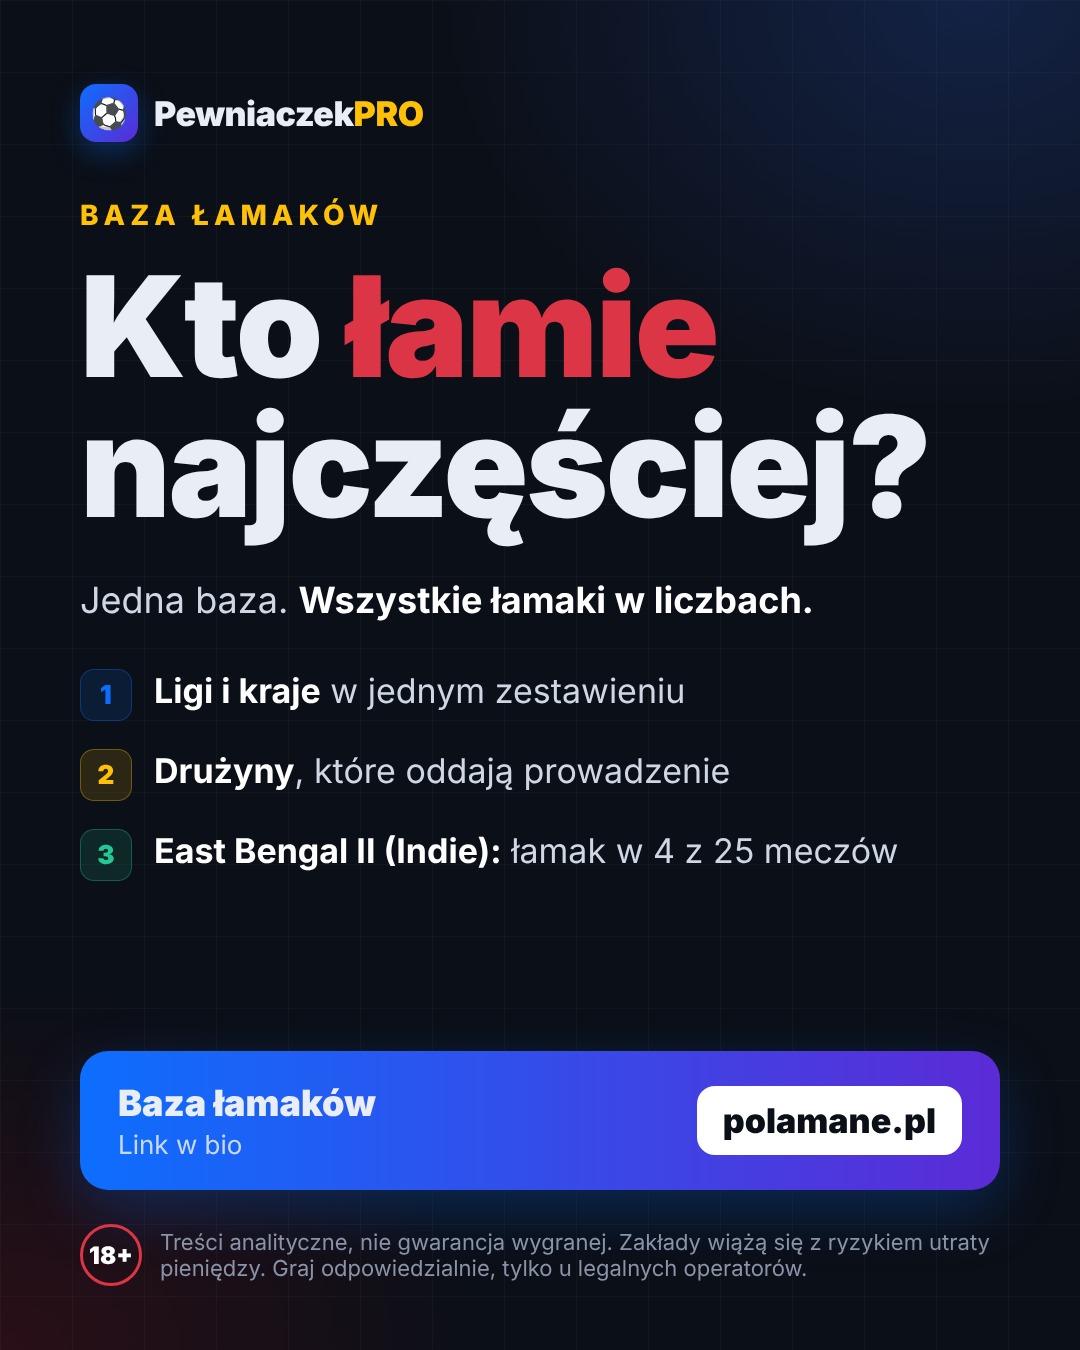 PewniaczekPRO
BAZA ŁAMAKÓW
Kto łamie
najczęściej?
Jedna baza. Wszystkie łamaki w liczbach.
1 Ligi i kraje w jednym zestawieniu
2 Drużyny, które oddają prowadzenie
3 East Bengal II (Indie): łamak w 4 z 25 meczów
Baza łamaków
Link w bio
polamane.pl
18+
Treści analityczne, nie gwarancja wygranej. Zakłady wiążą się z ryzykiem utraty
pieniędzy. Graj odpowiedzialnie, tylko u legalnych operatorów.